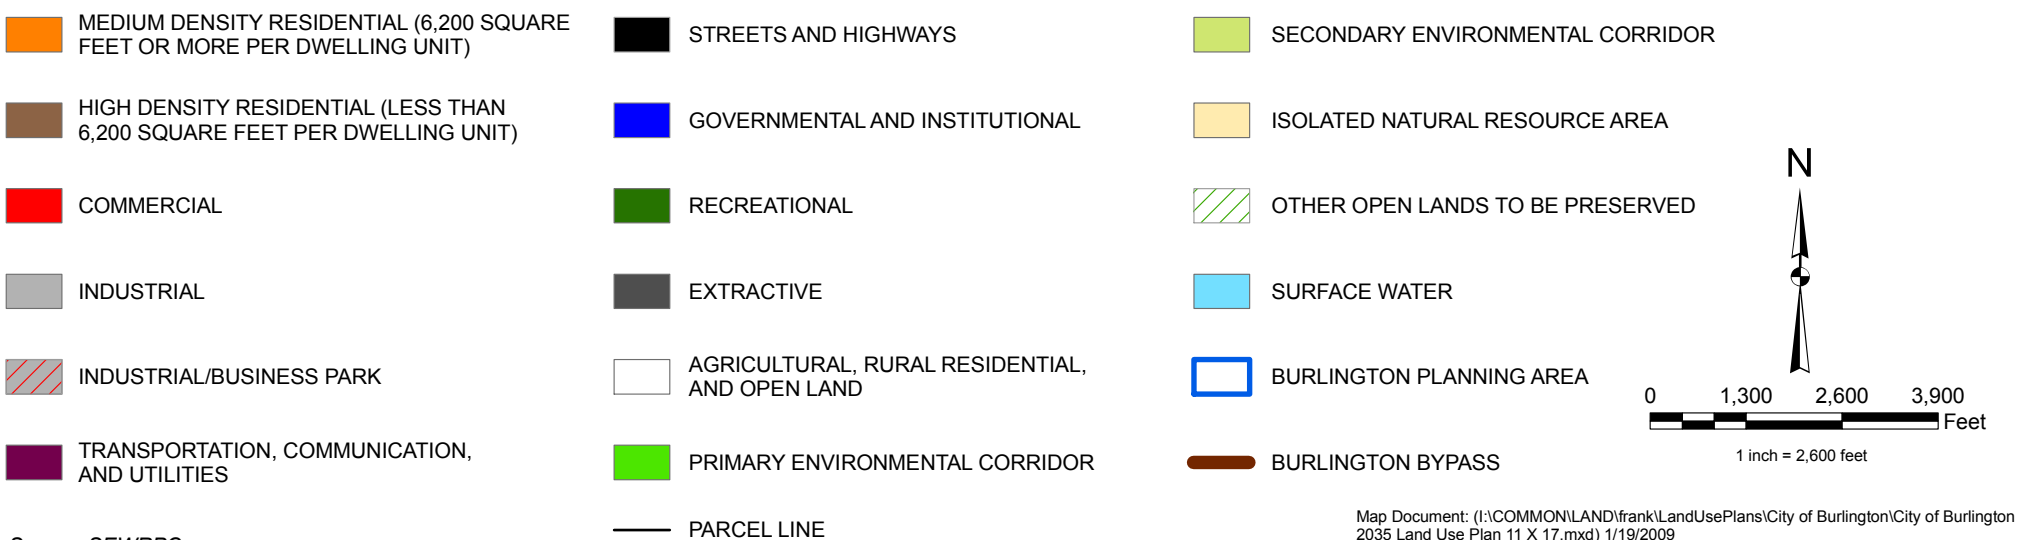 MEDIUM DENSITY RESIDENTIAL (6,200 SQUARE
FEET OR MORE PER DWELLING UNIT)
HIGH DENSITY RESIDENTIAL (LESS THAN
6,200 SQUARE FEET PER DWELLING UNIT)
COMMERCIAL
INDUSTRIAL
INDUSTRIAL/BUSINESS PARK
TRANSPORTATION, COMMUNICATION,
AND UTILITIES
STREETS AND HIGHWAYS
GOVERNMENTAL AND INSTITUTIONAL
RECREATIONAL
EXTRACTIVE
AGRICULTURAL, RURAL RESIDENTIAL,
AND OPEN LAND
PRIMARY ENVIRONMENTAL CORRIDOR
PARCEL LINE
SECONDARY ENVIRONMENTAL CORRIDOR
ISOLATED NATURAL RESOURCE AREA
OTHER OPEN LANDS TO BE PRESERVED
SURFACE WATER
BURLINGTON PLANNING AREA
BURLINGTON BYPASS
N
0 1,300 2,600 3,900
Feet
1 inch = 2,600 feet
Map Document: (I:\COMMON\LAND\frank\LandUsePlans\City of Burlington\City of Burlington
2035 Land Use Plan 11 X 17.mxd) 1/19/2009